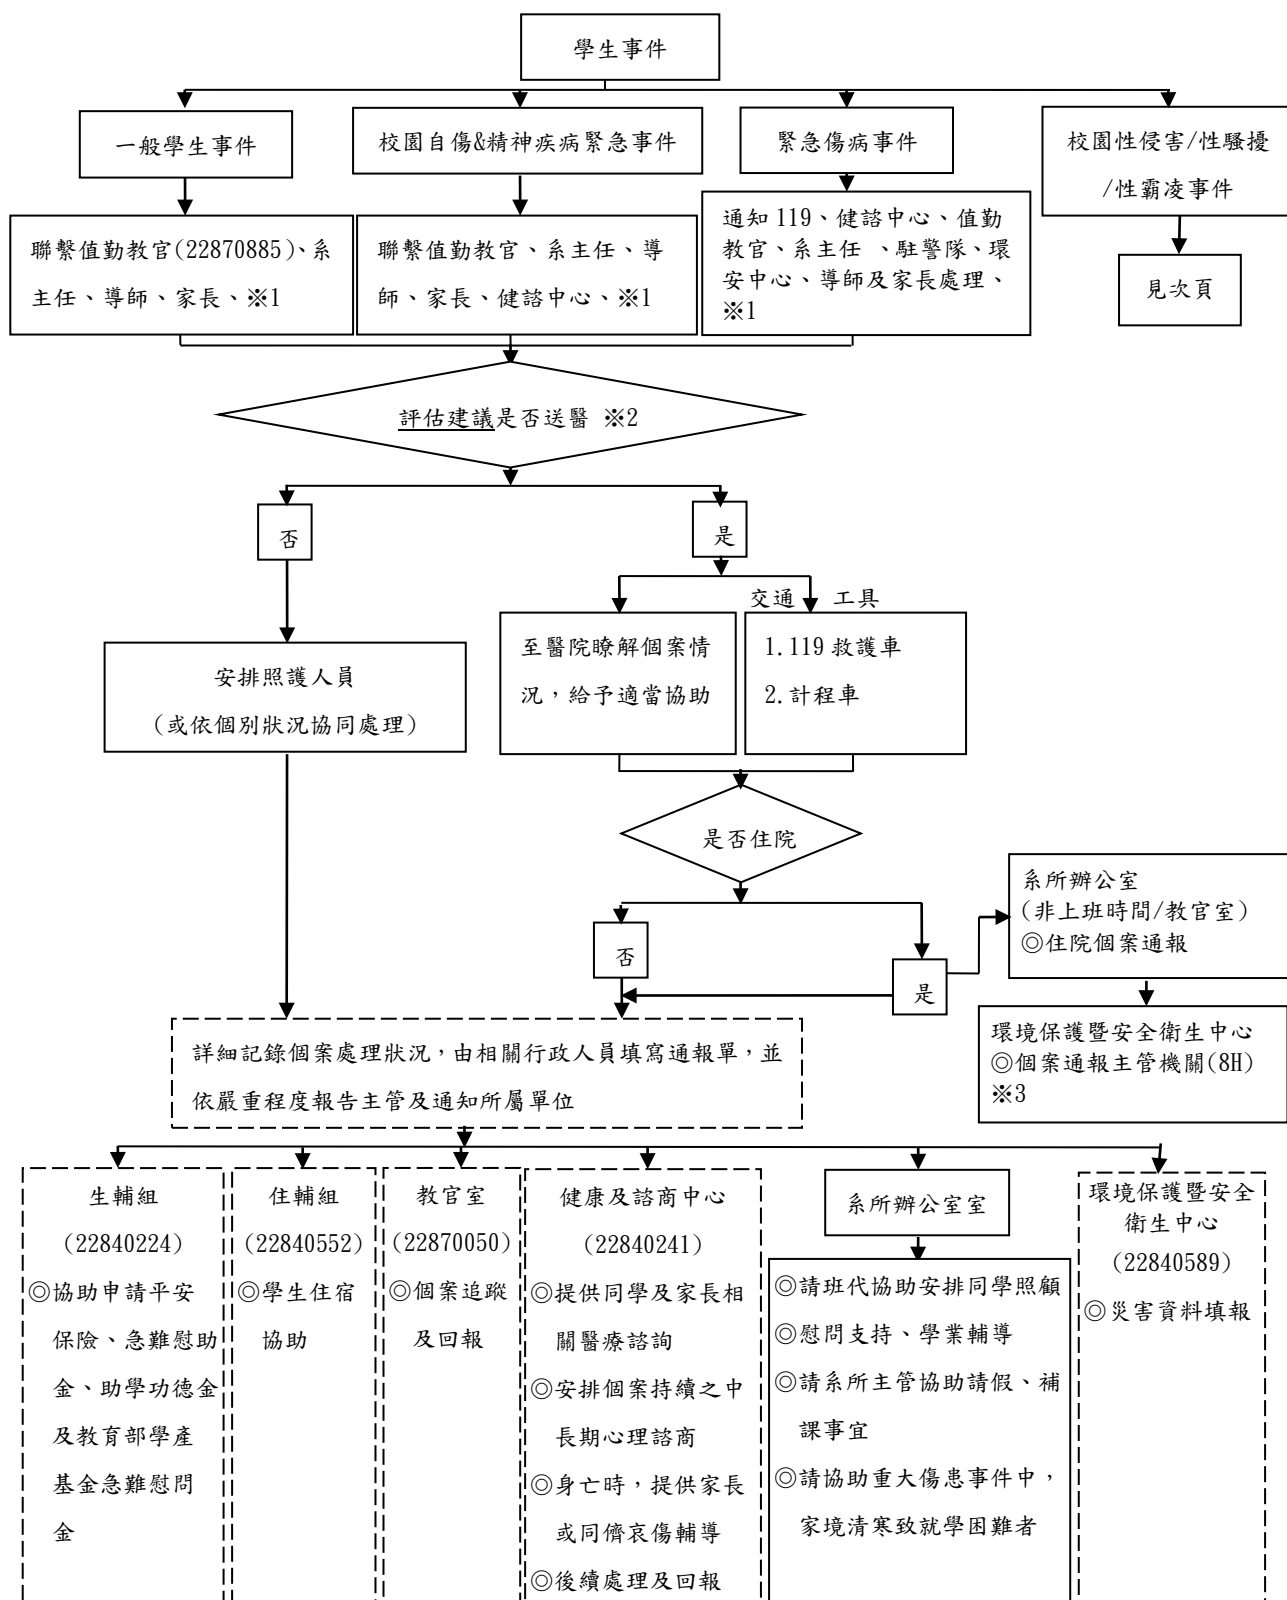 學生事件
一般學生事件
校園自傷&精神疾病緊急事件
緊急傷病事件
校園性侵害/性騷擾
/性霸凌事件
聯繫值勤教官(22870885)、系
主任、導師、家長、※1
聯繫值勤教官、系主任、導
師、家長、健諮中心、※1
通知 119、健諮中心、值勤
教官、系主任 、駐警隊、環
安中心、導師及家長處理、
※1
見次頁
評估建議是否送醫 ※2
否
是
交通 工具
安排照護人員
(或依個別狀況協同處理)
至醫院瞭解個案情
況，給予適當協助
1.119 救護車
2.計程車
是否住院
否
是
系所辦公室
(非上班時間/教官室)
◎住院個案通報
環境保護暨安全衛生中心
◎個案通報主管機關(8H)
※3
詳細記錄個案處理狀況，由相關行政人員填寫通報單，並
依嚴重程度報告主管及通知所屬單位
生輔組
(22840224)
◎協助申請平安
保險、急難慰助
金、助學功德金
及教育部學產
基金急難慰問
金
住輔組
(22840552)
◎學生住宿
協助
教官室
(22870050)
◎個案追蹤
及回報
健康及諮商中心
(22840241)
◎提供同學及家長相
關醫療諮詢
◎安排個案持續之中
長期心理諮商
◎身亡時，提供家長
或同儕哀傷輔導
◎後續處理及回報
系所辦公室室
◎請班代協助安排同學照顧
◎慰問支持、學業輔導
◎請系所主管協助請假、補
課事宜
◎請協助重大傷患事件中，
家境清寒致就學困難者
環境保護暨安全
衛生中心
(22840589)
◎災害資料填報